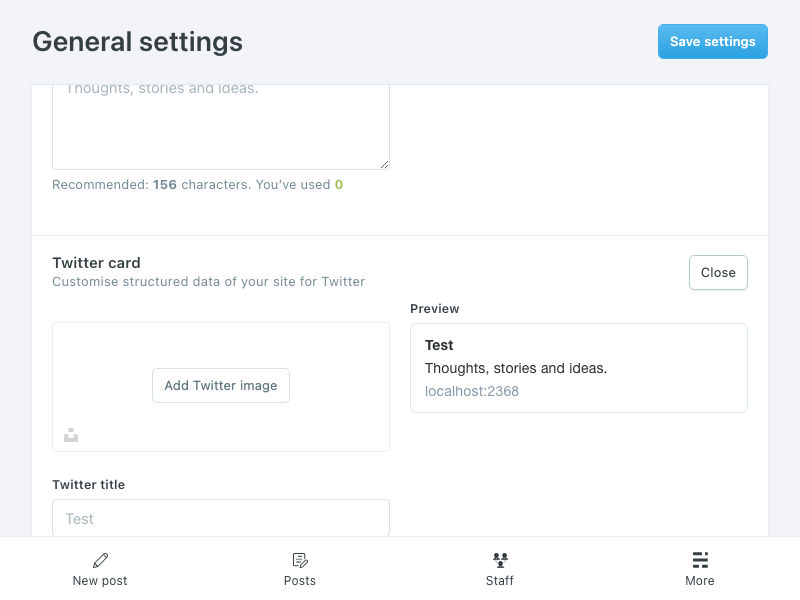 General settings
Save settings
Thoughts, stories and ideas.
Recommended: 156 characters. You’ve used 0
Twitter card
Customise structured data of your site for Twitter
Close
Preview
Add Twitter image
Test
Thoughts, stories and ideas.
localhost:2368
Twitter title
Test
New post
Posts
Staff
More